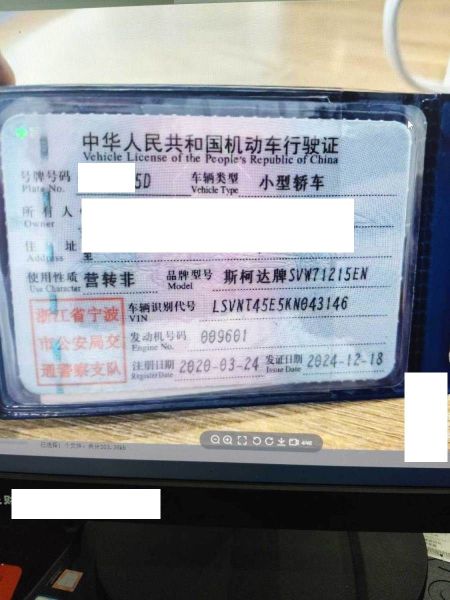 中华人民共和国机动车行驶证
Vehicle License of the People's Republic of China
号牌号码 5D 车辆类型 小型轿车
Plate No. Vehicle Type
所有人
Owner
住址
Address 里
使用性质 营转非 品牌型号 斯柯达牌SVW71215EN
Use Character Model
浙江省宁波
市公安局交
通警察支队
车辆识别代号 LSVNT45E5KN043146
VIN
发动机号码 009601
Engine No.
注册日期 2020-03-24 发证日期 2024-12-18
Register Date Issue Date